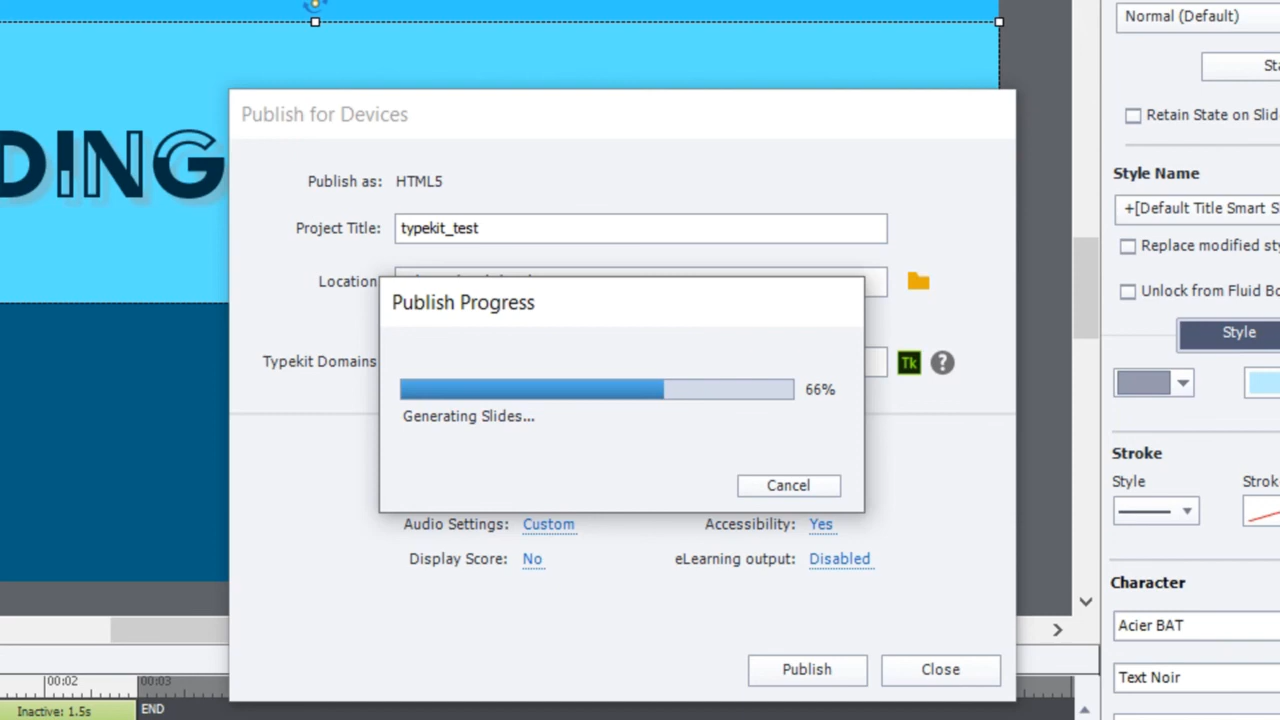 Normal (Default)
Sta
Retain State on Slid
DING
Publish for Devices
Publish as: HTML5
Style Name
Project Title: typekit_test
+[Default Title Smart S
Replace modified sty
Location
Unlock from Fluid Bo
Publish Progress
Style
Typekit Domains
Tk
?
66%
Generating Slides...
Stroke
Style
Stroke
Cancel
Audio Settings: Custom
Accessibility: Yes
Display Score: No
eLearning output: Disabled
Character
Acier BAT
Publish
Close
Text Noir
00:02
00:03
Inactive: 1.5s
END